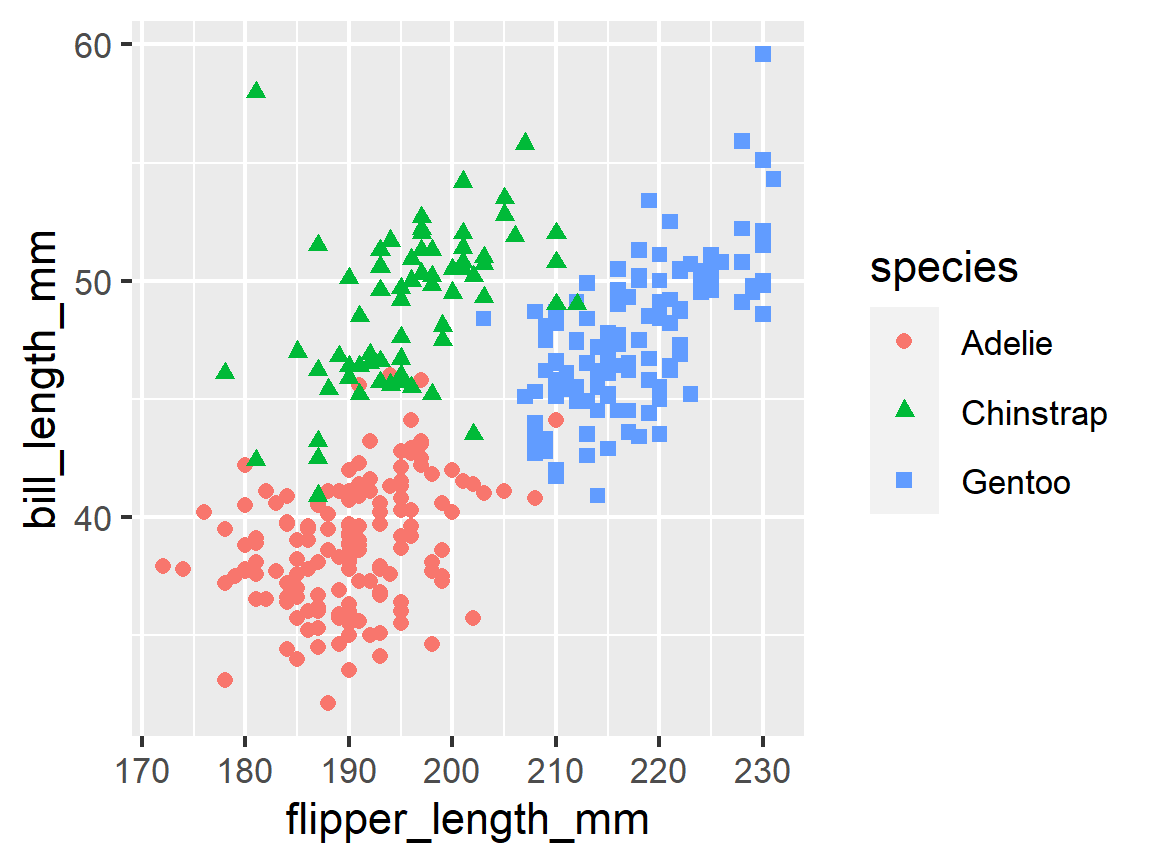 60
50
40
bill_length_mm
170 180 190 200 210 220 230
flipper_length_mm
species
Adelie
Chinstrap
Gentoo